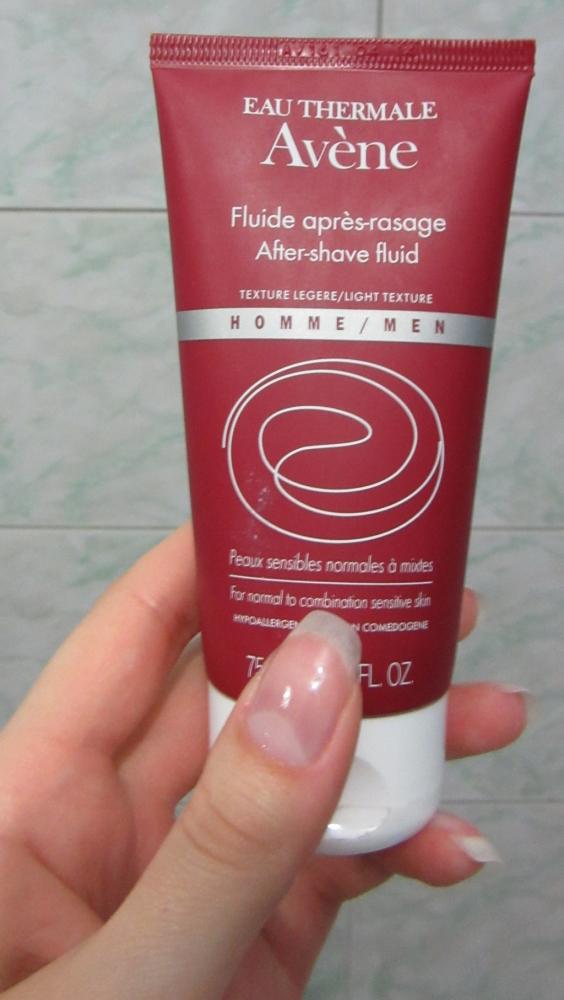 EAU THERMALE
Avène
Fluide après-rasage
After-shave fluid
TEXTURE LEGERE/LIGHT TEXTURE
HOMME/MEN
Peaux sensibles normales à mixtes
For normal to combination sensitive skin
COMEDOGENE
75 FL. OZ.